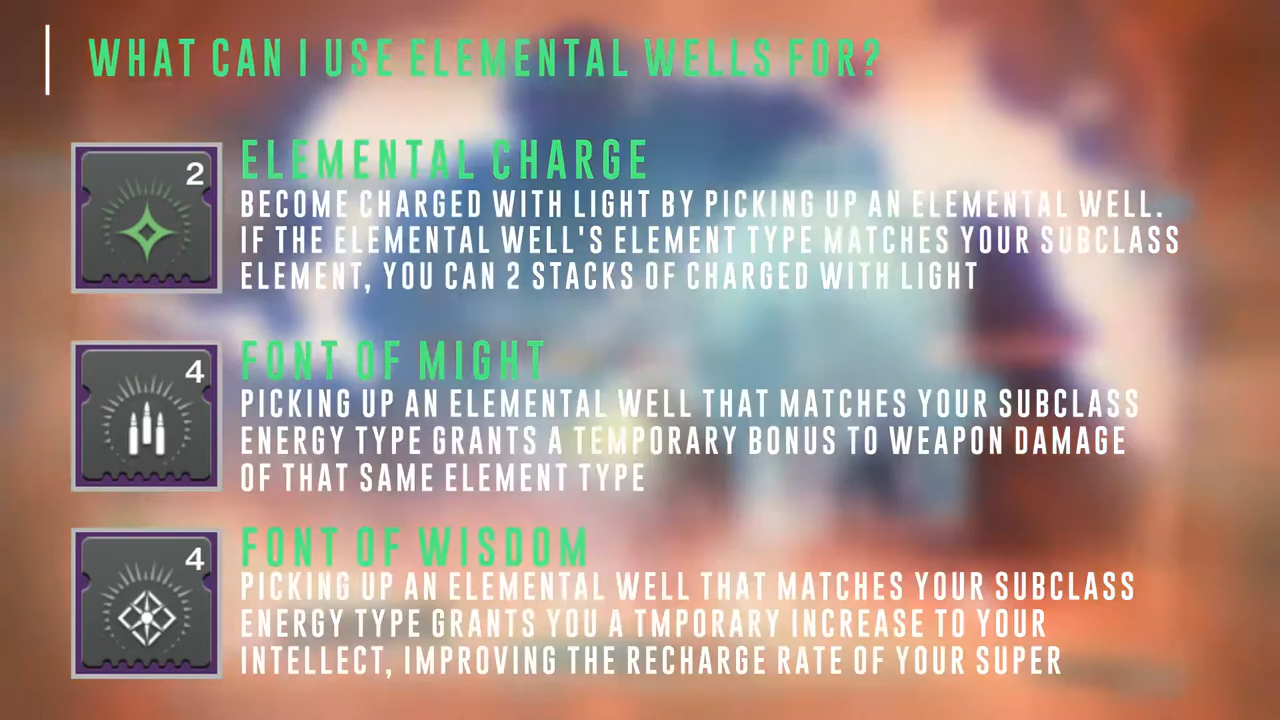 WHAT CAN I USE ELEMENTAL WELLS FOR?
2
ELEMENTAL CHARGE
BECOME CHARGED WITH LIGHT BY PICKING UP AN ELEMENTAL WELL.
IF THE ELEMENTAL WELL'S ELEMENT TYPE MATCHES YOUR SUBCLASS
ELEMENT, YOU CAN 2 STACKS OF CHARGED WITH LIGHT
4
FONT OF MIGHT
PICKING UP AN ELEMENTAL WELL THAT MATCHES YOUR SUBCLASS
ENERGY TYPE GRANTS A TEMPORARY BONUS TO WEAPON DAMAGE
OF THAT SAME ELEMENT TYPE
4
FONT OF WISDOM
PICKING UP AN ELEMENTAL WELL THAT MATCHES YOUR SUBCLASS
ENERGY TYPE GRANTS YOU A TMPORARY INCREASE TO YOUR
INTELLECT, IMPROVING THE RECHARGE RATE OF YOUR SUPER